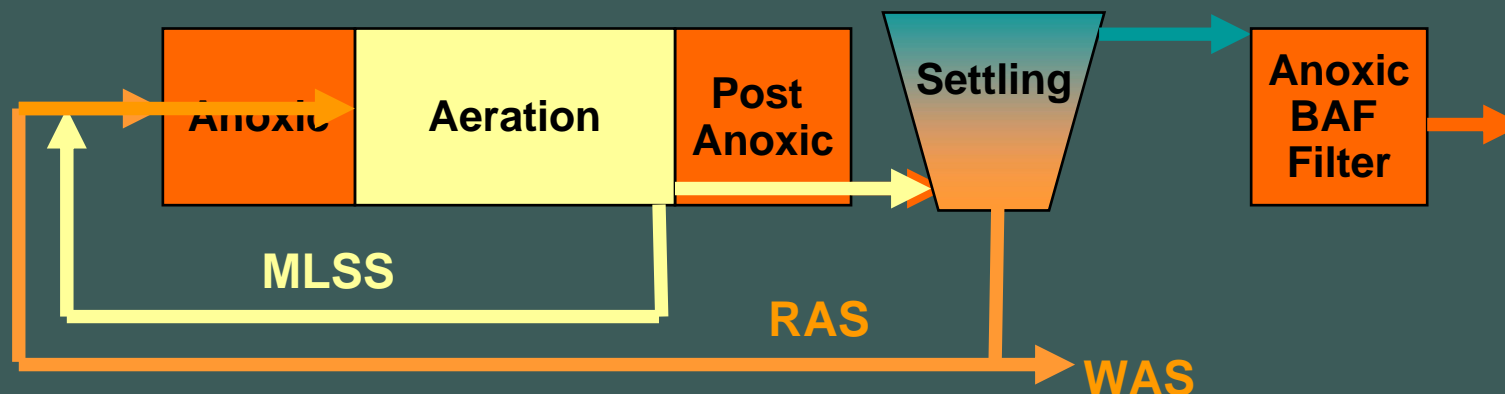 Anoxic
Aeration
Post
Anoxic
Settling
Anoxic
BAF
Filter
MLSS
RAS
WAS